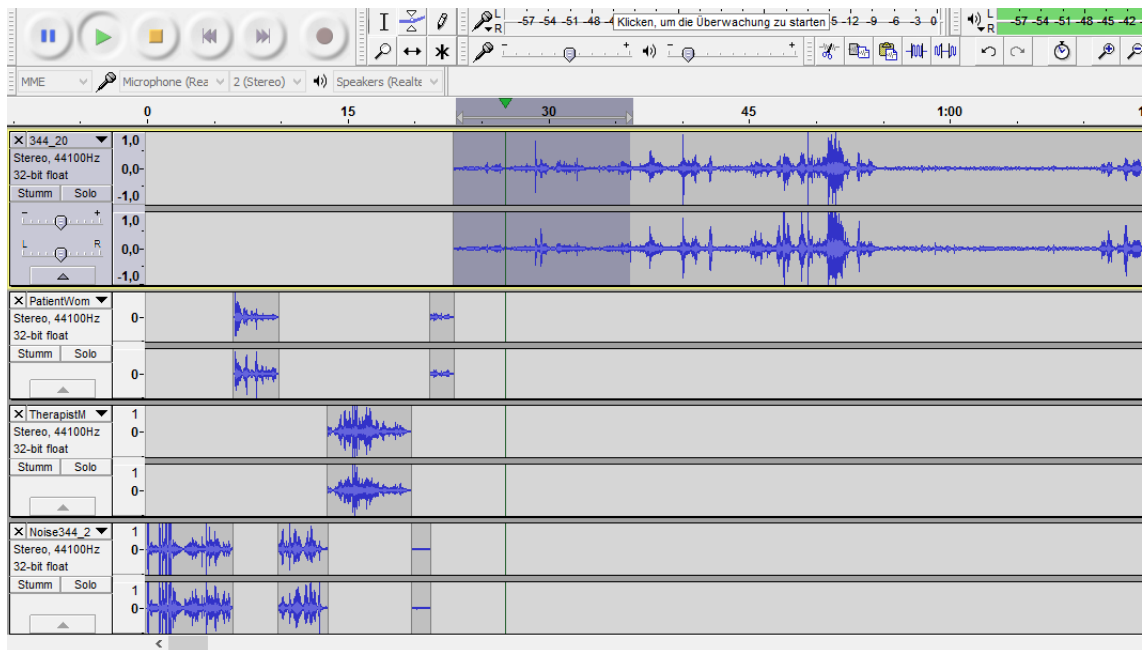 L
R
-57 -54 -51 -48 -4 Klicken, um die Überwachung zu starten 5 -12 -9 -6 -3 0
L
R
-57 -54 -51 -48 -45 -42 -
- +
- +
MME
Microphone (Rea
2 (Stereo)
Speakers (Realte
0 15 30 45 1:00 1
X 344_20
Stereo, 44100Hz
32-bit float
Stumm Solo
- +
L R
1,0
0,0-
-1,0
1,0
0,0-
-1,0
X PatientWom
Stereo, 44100Hz
32-bit float
Stumm Solo
0-
0-
X TherapistM
Stereo, 44100Hz
32-bit float
Stumm Solo
1
0-
1
0-
X Noise344_2
Stereo, 44100Hz
32-bit float
Stumm Solo
1
0-
1
0-